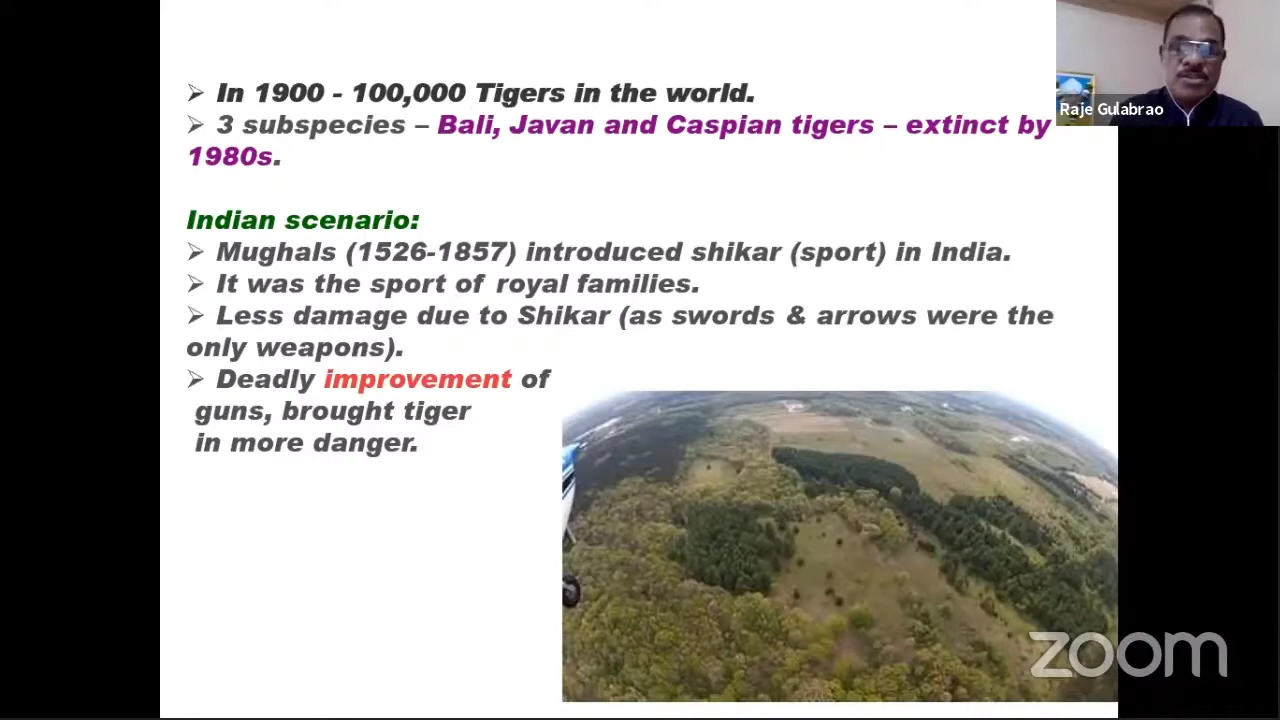 ➢ In 1900 - 100,000 Tigers in the world.
➢ 3 subspecies – Bali, Javan and Caspian tigers – extinct by
1980s.
Indian scenario:
➢ Mughals (1526-1857) introduced shikar (sport) in India.
➢ It was the sport of royal families.
➢ Less damage due to Shikar (as swords & arrows were the
only weapons).
➢ Deadly improvement of
guns, brought tiger
in more danger.
Raje Gulabrao
zoom